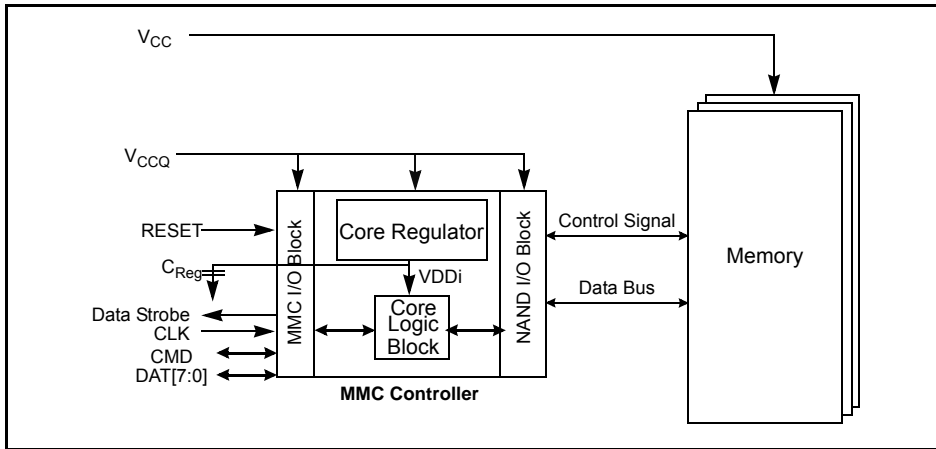 VCC
VCCQ
RESET
CReg
Data Strobe
CLK
CMD
DAT[7:0]
MMC I/O Block
Core Regulator
VDDi
Core
Logic
Block
NAND I/O Block
MMC Controller
Control Signal
Data Bus
Memory